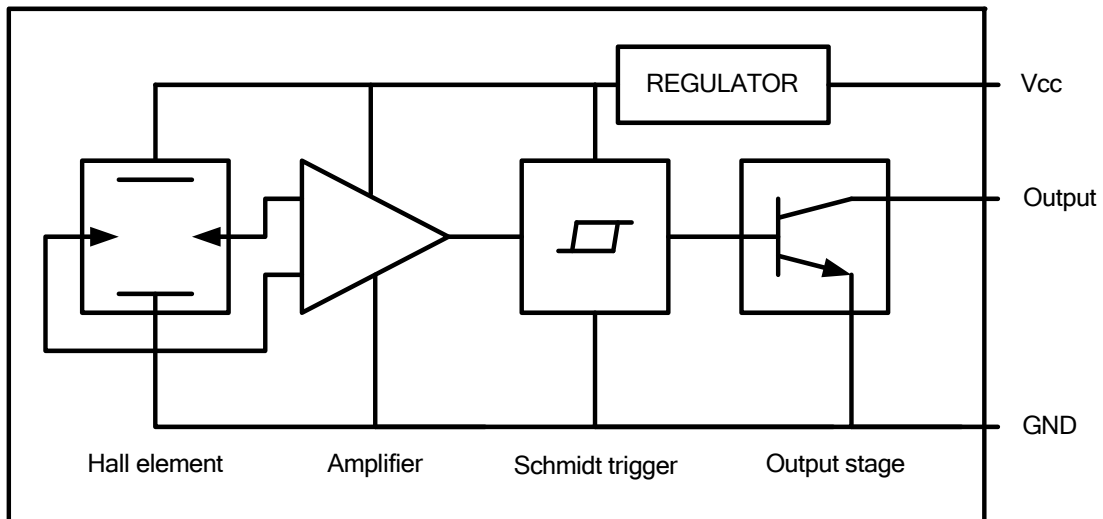 REGULATOR
Vcc
Output
GND
Hall element
Amplifier
Schmidt trigger
Output stage